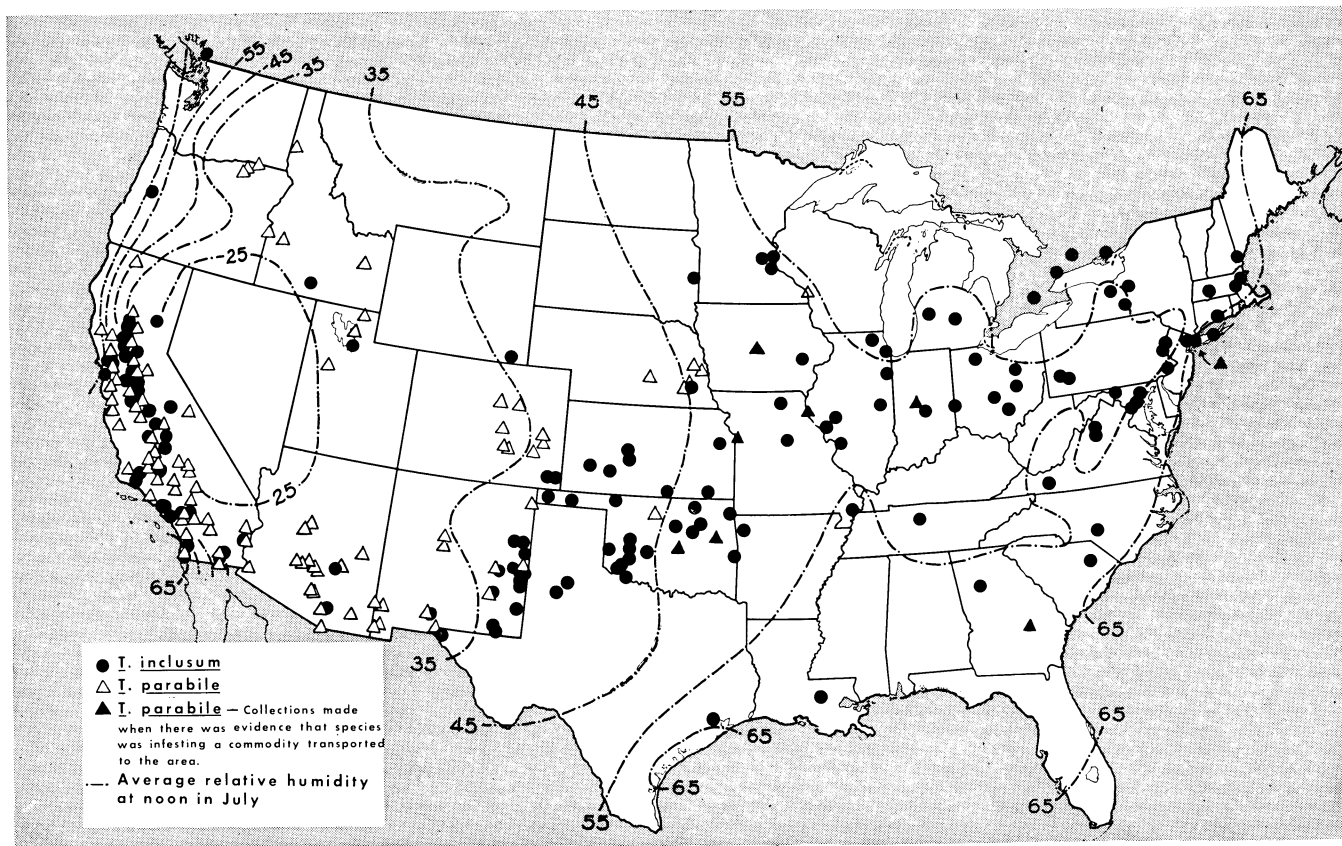 55
45
35
35
45
55
65
25
25
65
35
45
55
65
65
65
65
65
T. inclusum
T. parabile
T. parabile — Collections made
when there was evidence that species
was infesting a commodity transported
to the area.
Average relative humidity
at noon in July